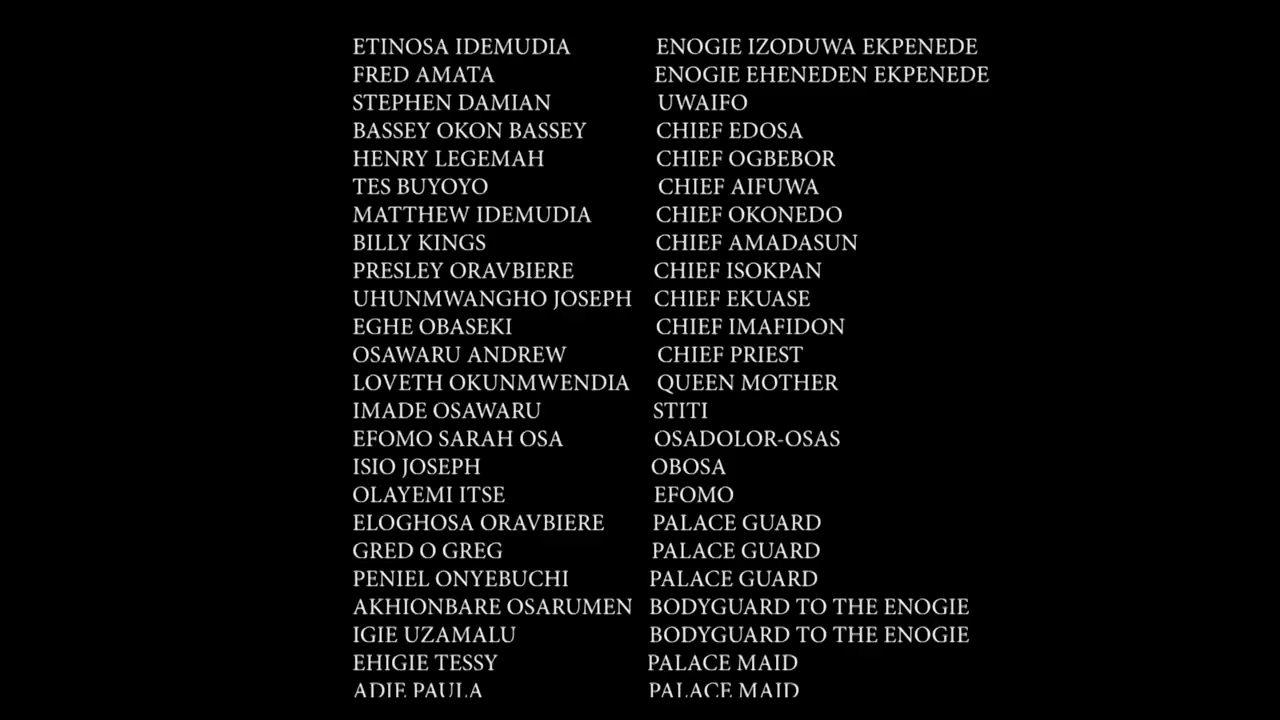 ETINOSA IDEMUDIA ENOGIE IZODUWA EKPENEDE
FRED AMATA ENOGIE EHENEDEN EKPENEDE
STEPHEN DAMIAN UWAIFO
BASSEY OKON BASSEY CHIEF EDOSA
HENRY LEGEMAH CHIEF OGBEBOR
TES BUYOYO CHIEF AIFUWA
MATTHEW IDEMUDIA CHIEF OKONEDO
BILLY KINGS CHIEF AMADASUN
PRESLEY ORAVBIERE CHIEF ISOKPAN
UHUNMWANGHO JOSEPH CHIEF EKUASE
EGHE OBASEKI CHIEF IMAFIDON
OSAWARU ANDREW CHIEF PRIEST
LOVETH OKUNMWENDIA QUEEN MOTHER
IMADE OSAWARU STITI
EFOMO SARAH OSA OSADOLOR-OSAS
ISIO JOSEPH OBOSA
OLAYEMI ITSE EFOMO
ELOGHOSA ORAVBIERE PALACE GUARD
GRED O GREG PALACE GUARD
PENIEL ONYEBUCHI PALACE GUARD
AKHIONBARE OSARUMEN BODYGUARD TO THE ENOGIE
IGIE UZAMALU BODYGUARD TO THE ENOGIE
EHIGIE TESSY PALACE MAID
ADIE PAULA PALACE MAID